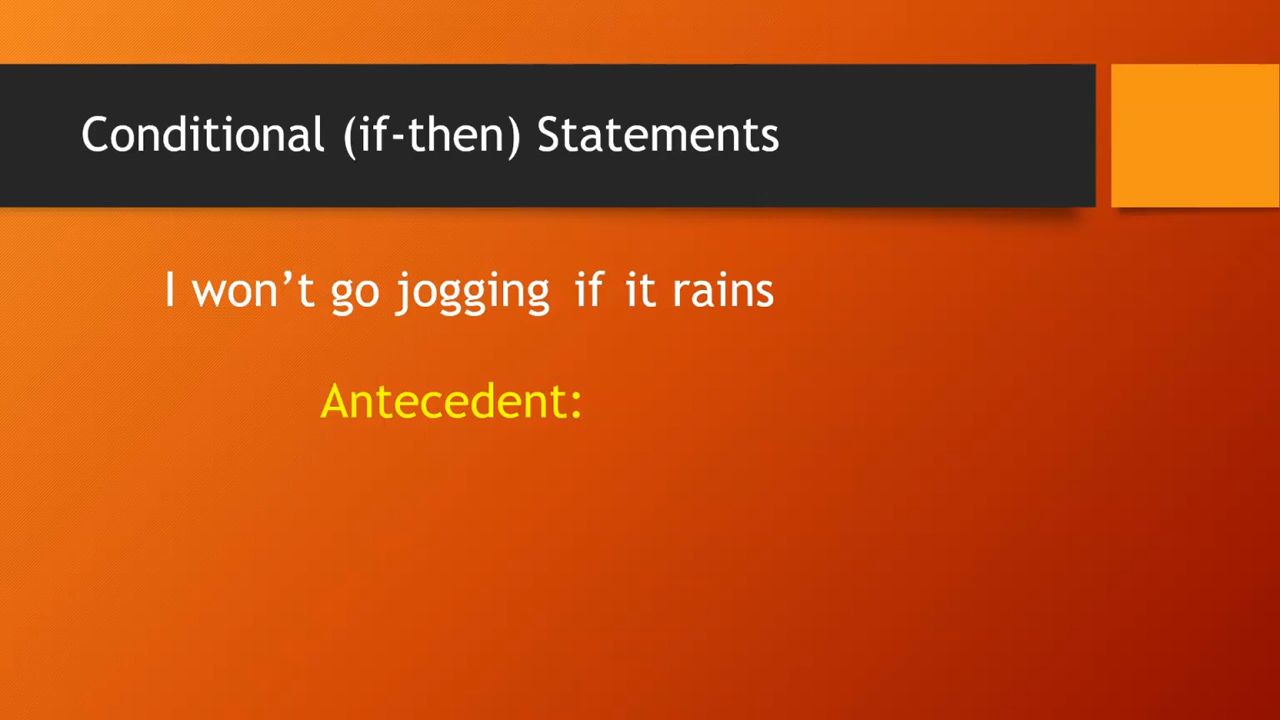 Conditional (if-then) Statements
I won’t go jogging if it rains
Antecedent: